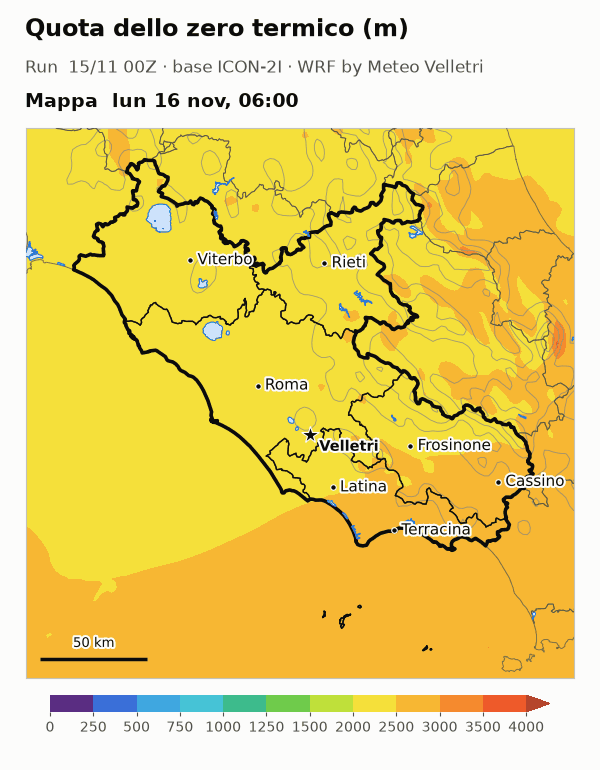 Quota dello zero termico (m)
Run  15/11 00Z · base ICON-2I · WRF by Meteo Velletri
Mappa  lun 16 nov, 06:00
Viterbo
Rieti
Roma
Velletri
Frosinone
Cassino
Latina
Terracina
50 km
0 250 500 750 1000 1250 1500 2000 2500 3000 3500 4000